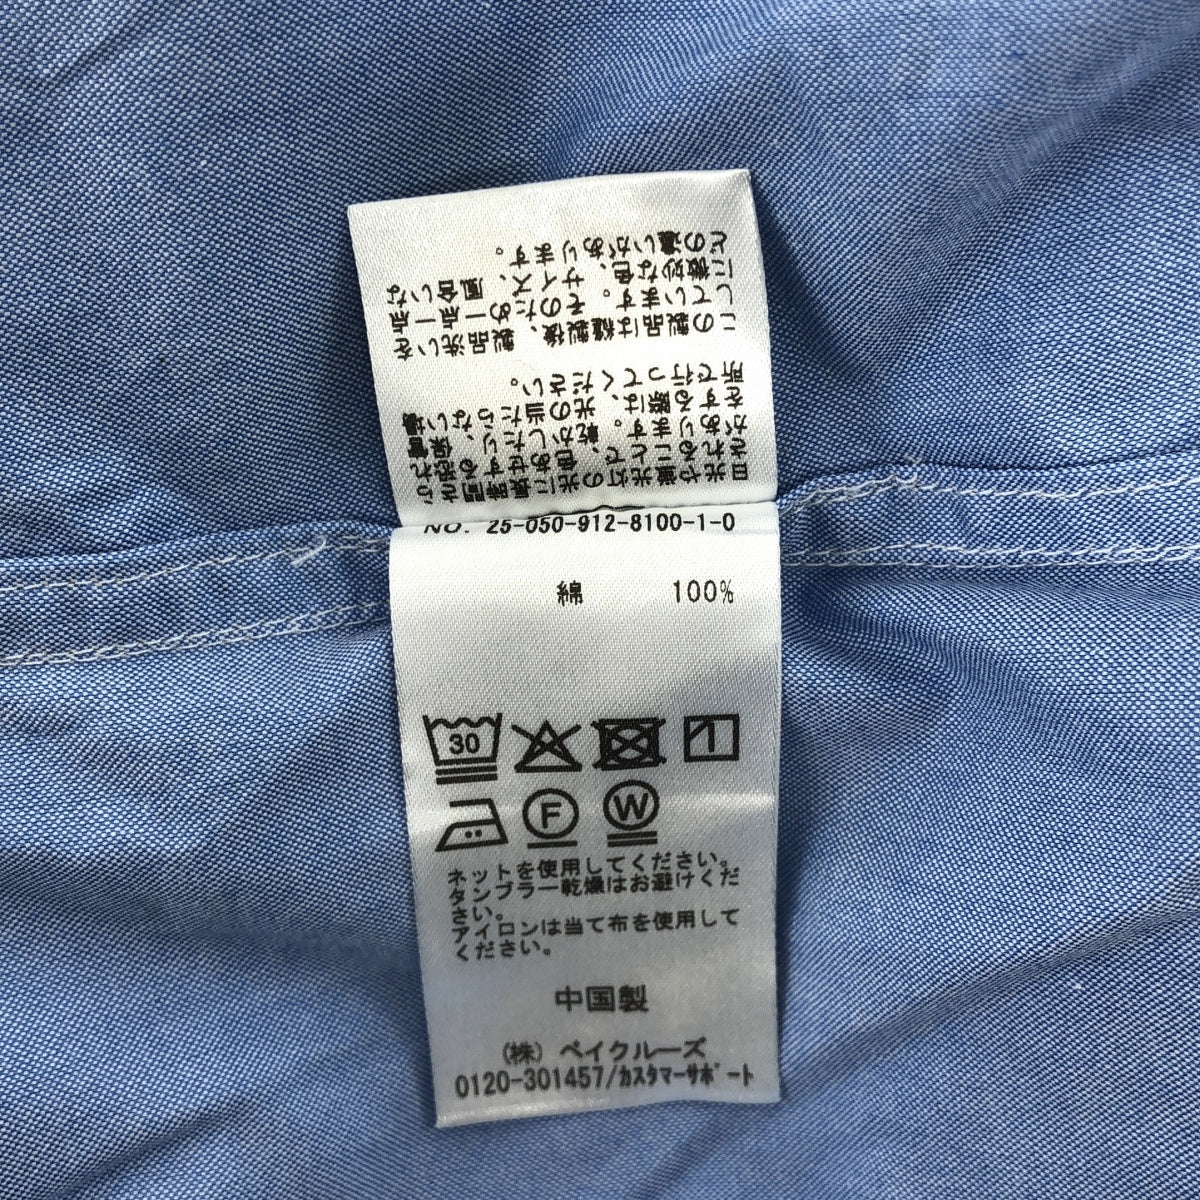 日光や蛍光灯の光に長時間
されることで、色あせする恐れ
があります。乾かしたり、保管
をする際は、光の当たらない場
所で行ってください。
この製品は縫製後、製品洗いを
しています。そのため一点一点
に微妙な色、サイズ、風合いな
どの違いがあります。
NO. 25-050-912-8100-1-0
綿 100%
30
F W
ネットを使用してください。
タンブラー乾燥はお避けくだ
さい。
アイロンは当て布を使用して
ください。
中国製
(株) ベイクルーズ
0120-301457/カスタマーサポート